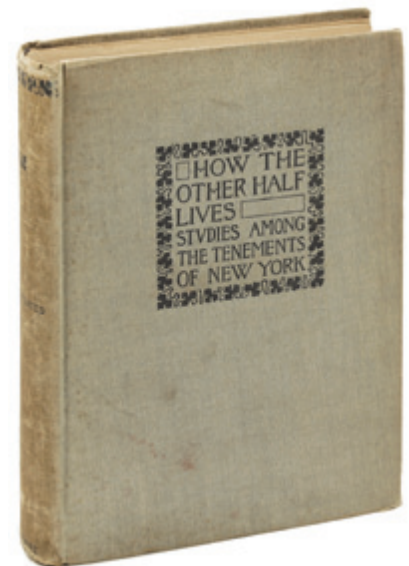 HOW THE
OTHER HALF
LIVES
STVDIES AMONG
THE TENEMENTS
OF NEW YORK